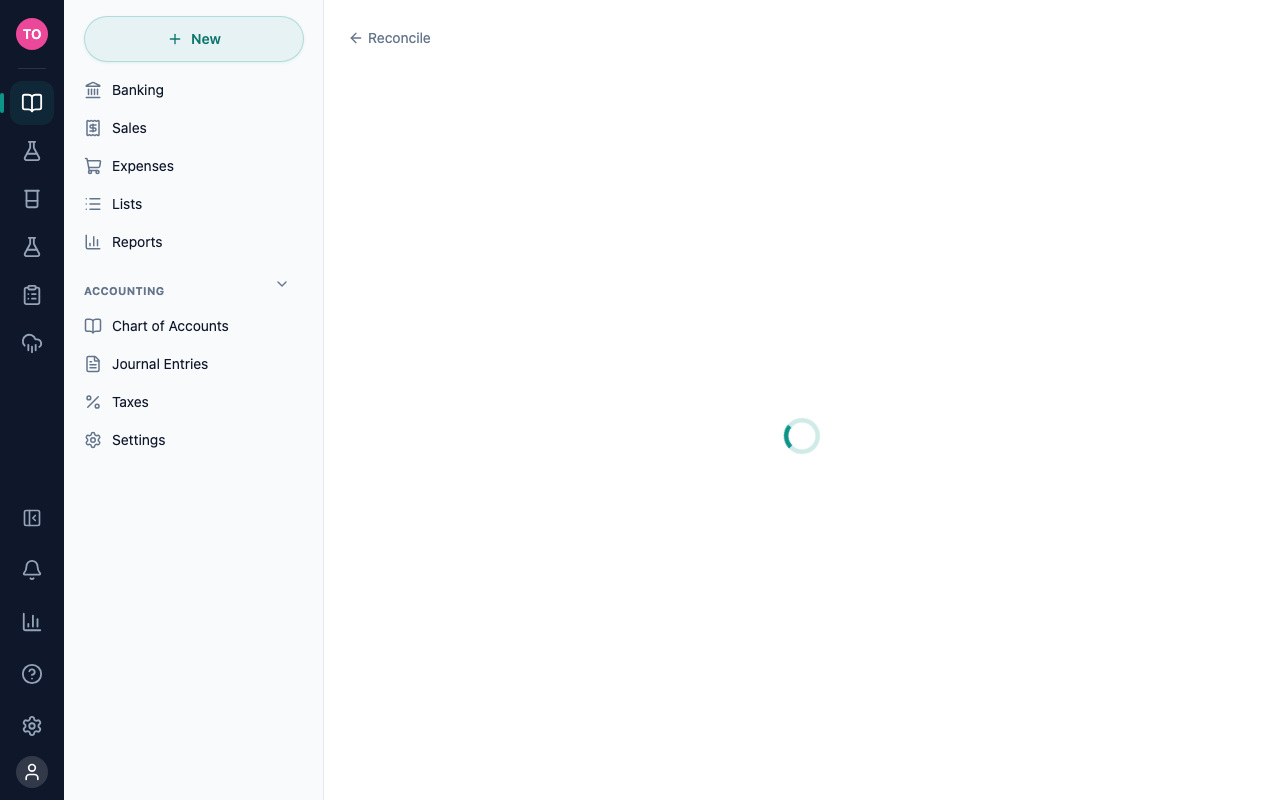 TO
New
Banking
Sales
Expenses
Lists
Reports
ACCOUNTING
Chart of Accounts
Journal Entries
Taxes
Settings
Reconcile